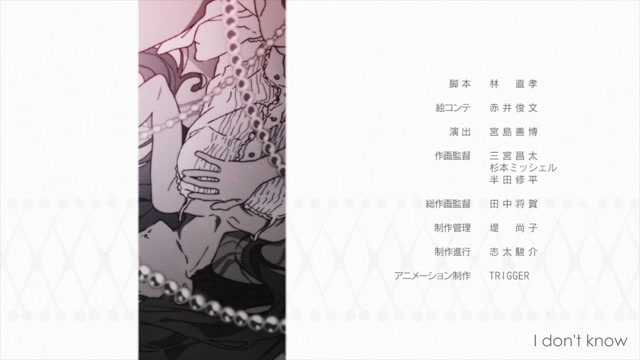 脚本 林 直孝
絵コンテ 赤井俊文
演出 宮島善博
作画監督 三宮昌太
杉本ミッシェル
半田修平
総作画監督 田中将賀
制作管理 堤 尚子
制作進行 志太駿介
アニメーション制作 TRIGGER
I don't know